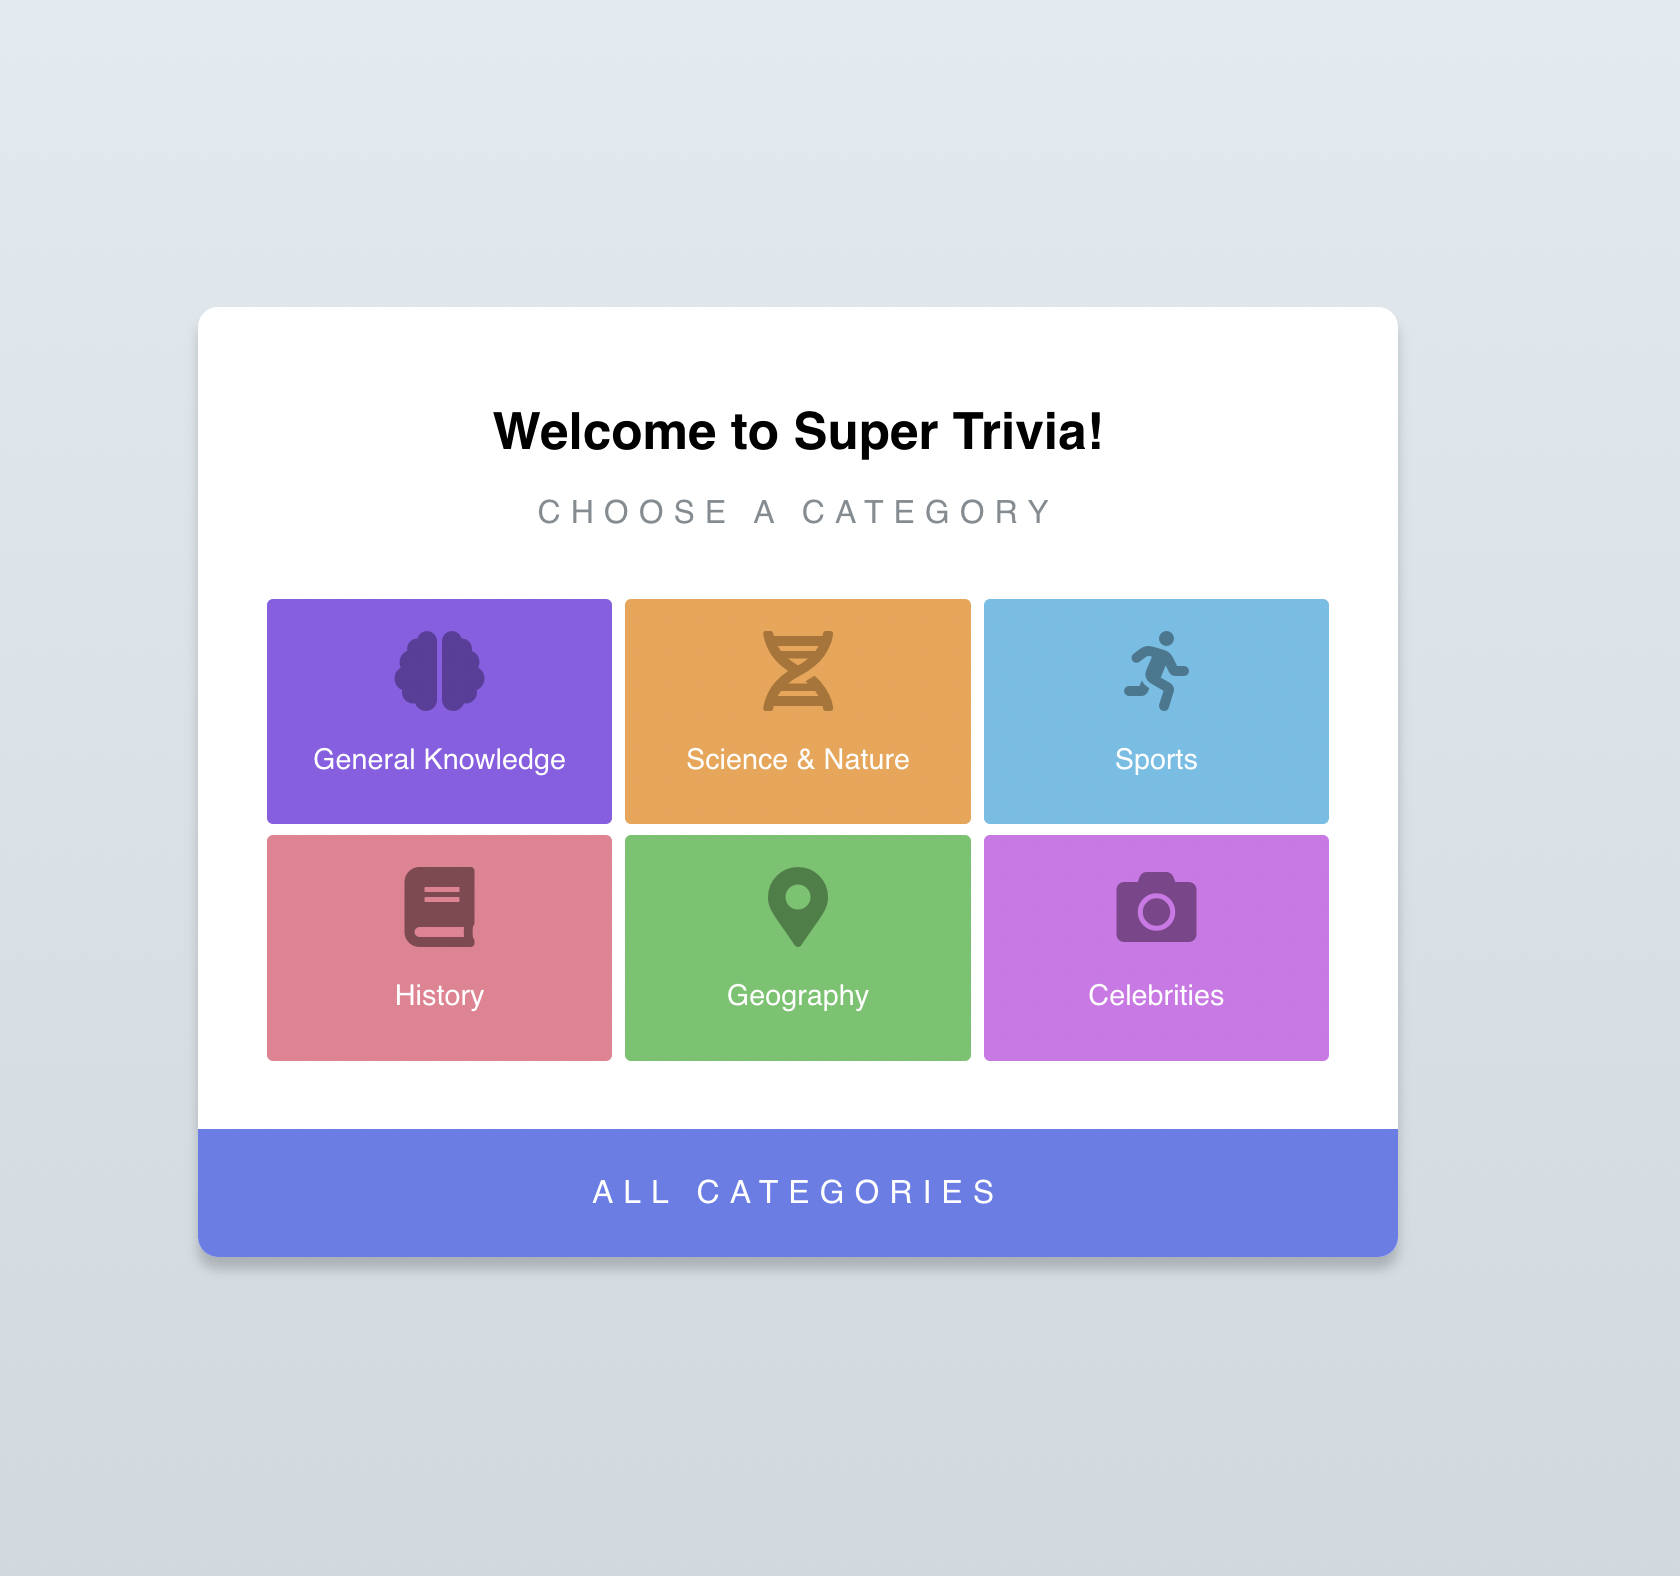 Welcome to Super Trivia!
CHOOSE A CATEGORY
General Knowledge
Science & Nature
Sports
History
Geography
Celebrities
ALL CATEGORIES